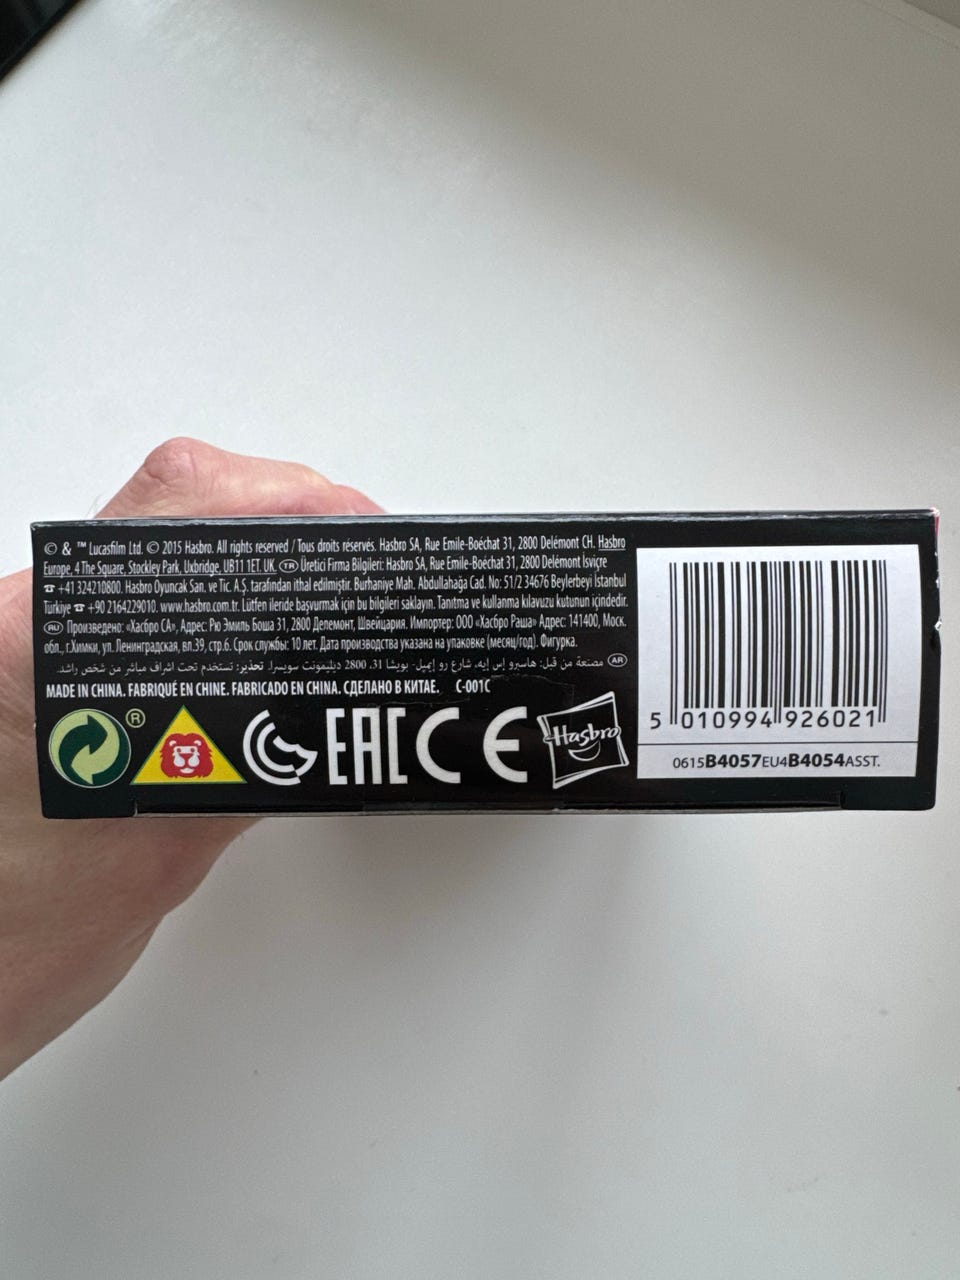 © & ™ Lucasfilm Ltd. © 2015 Hasbro. All rights reserved / Tous droits réservés. Hasbro SA, Rue Emile-Boéchat 31, 2800 Delémont CH. Hasbro
Europe, 4 The Square, Stockley Park, Uxbridge, UB11 1ET. UK. TR Üretici Firma Bilgileri: Hasbro SA, Rue Emile-Boéchat 31, 2800 Delémont İsviçre
☎ +41 324210800. Hasbro Oyuncak San. ve Tic. A.Ş. tarafından ithal edilmiştir. Burhaniye Mah. Abdullahağa Cad. No: 51/2 34676 Beylerbeyi İstanbul
Türkiye ☎ +90 2164229010. www.hasbro.com.tr. Lütfen ileride başvurmak için bu bilgileri saklayın. Tanıtma ve kullanma kılavuzu kutunun içindedir.
RU Произведено: «Хасбро СА», Адрес: Рю Эмиль Боша 31, 2800 Делемонт, Швейцария. Импортер: ООО «Хасбро Раша» Адрес: 141400, Моск.
обл., г.Химки, ул. Ленинградская, вл.39, стр.6. Срок службы: 10 лет. Дата производства указана на упаковке (месяц/год). Фигурка.
AR مصنعة من قبل: هاسبرو إس إيه، شارع رو إيميل- بويشا 31، 2800 ديليمونت سويسرا. تحذير: تستخدم تحت اشراف مباشر من شخص راشد.
MADE IN CHINA. FABRIQUÉ EN CHINE. FABRICADO EN CHINA. СДЕЛАНО В КИТАЕ. C-001C
® EAC CE Hasbro
5 010994 926021
0615B4057EU4B4054ASST.